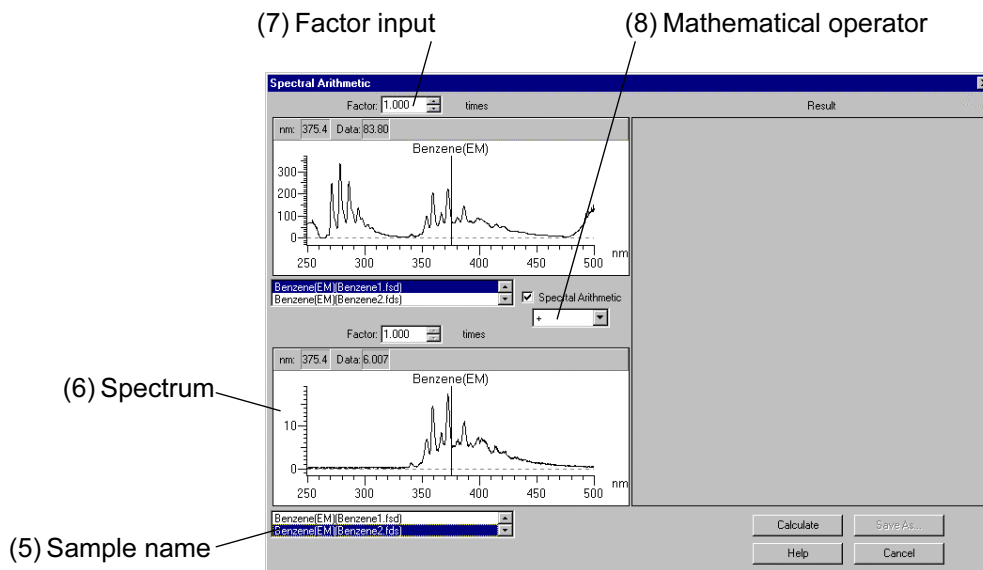 (7) Factor input
(8) Mathematical operator
Spectral Arithmetic
Factor: 1.000 times
Result
nm: 375.4 Data: 83.80
Benzene(EM)
300
200
100
0
250 300 350 400 450 500 nm
Benzene(EM)(Benzene1.fsd)
Benzene(EM)(Benzene2.fds)
Spectral Arithmetic
+
Factor: 1.000 times
nm: 375.4 Data: 6.007
Benzene(EM)
(6) Spectrum
10
0
250 300 350 400 450 500 nm
Benzene(EM)(Benzene1.fsd)
Benzene(EM)(Benzene2.fds)
(5) Sample name
Calculate
Save As...
Help
Cancel